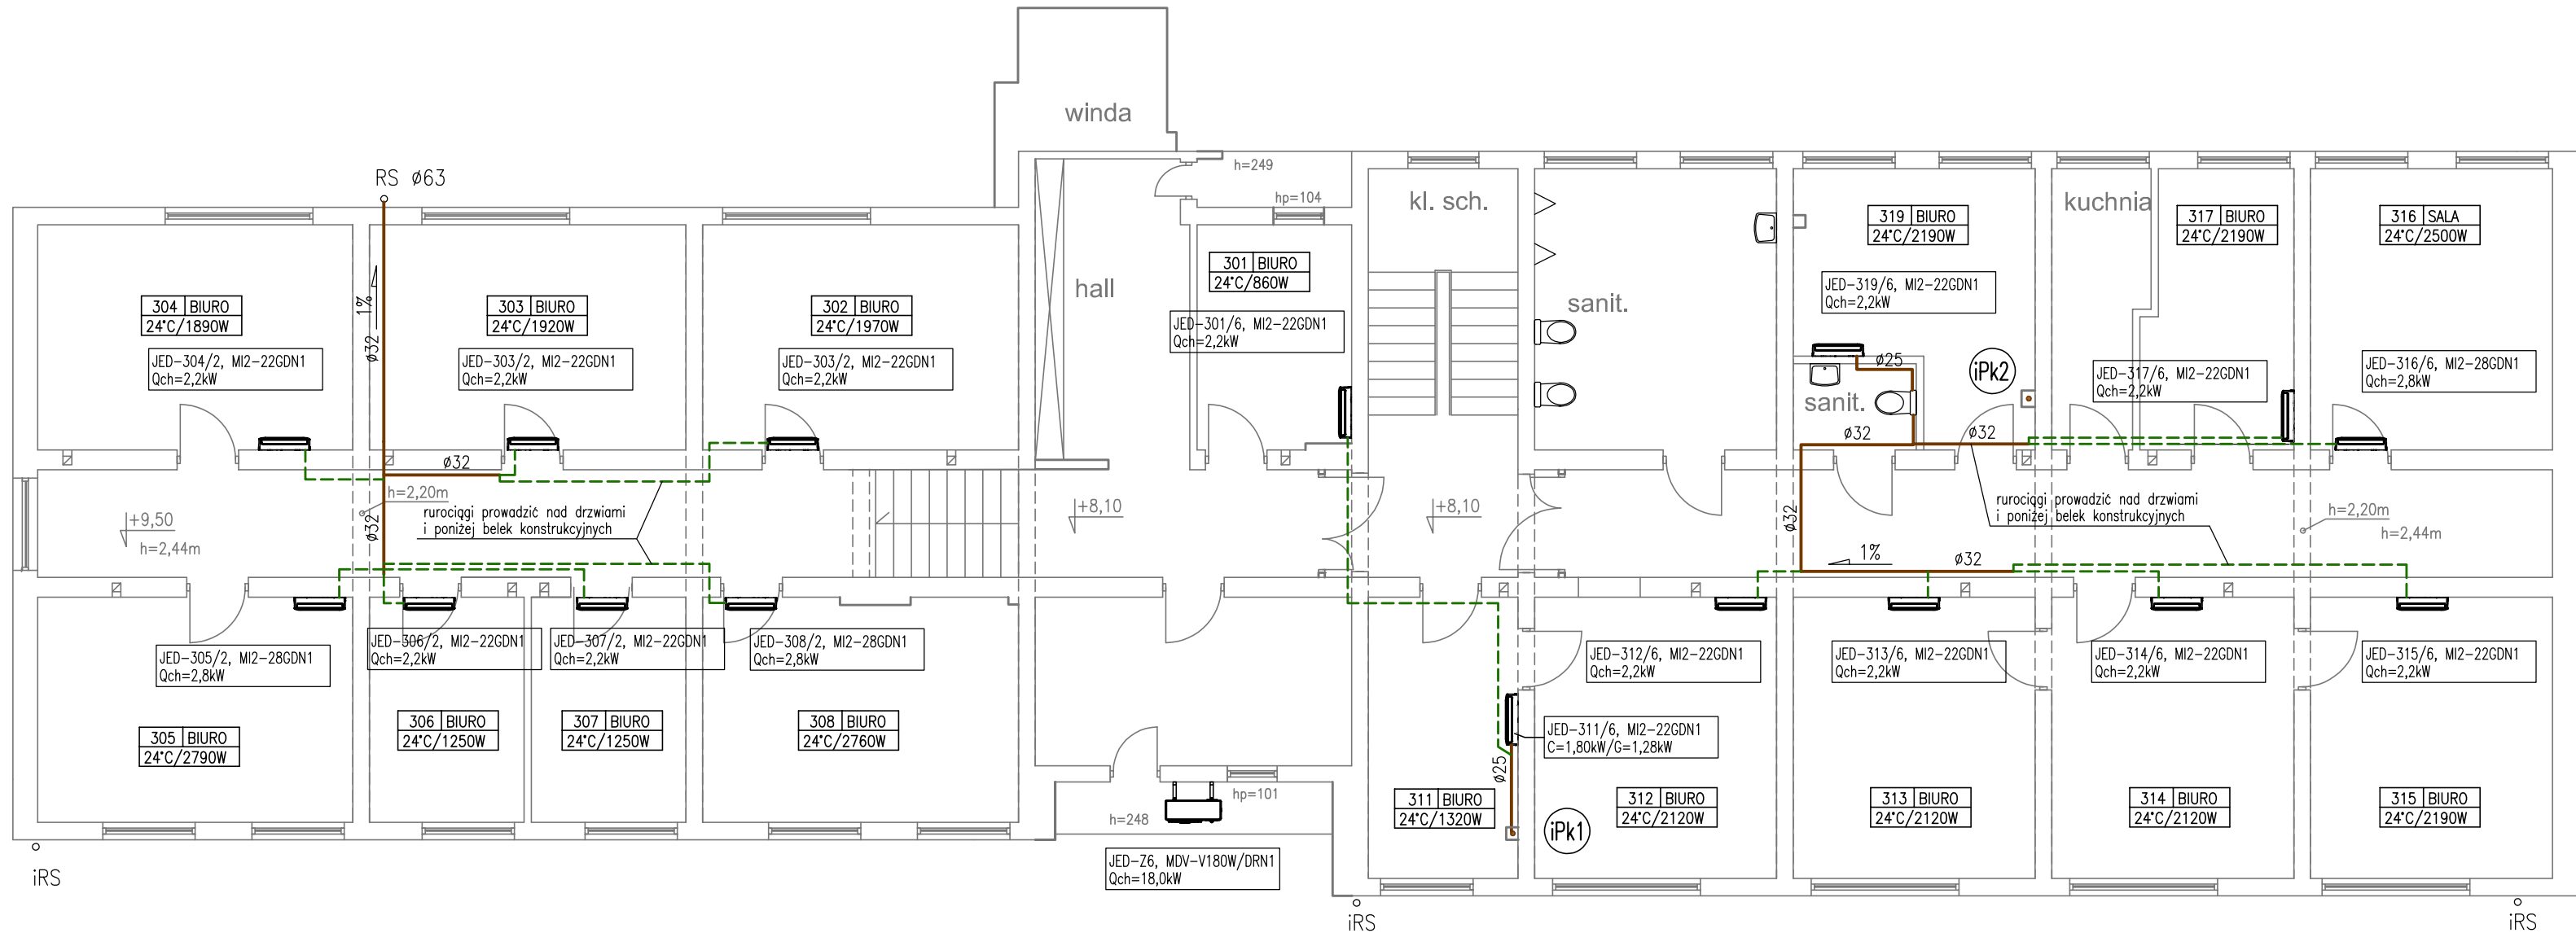 winda
RS ø63
h=249
hp=104
kl. sch.
kuchnia
319 BIURO
24°C/2190W
317 BIURO
24°C/2190W
316 SALA
24°C/2500W
301 BIURO
24°C/860W
hall
sanit.
JED-319/6, MI2-22GDN1
Qch=2,2kW
304 BIURO
24°C/1890W
1%
ø32
303 BIURO
24°C/1920W
302 BIURO
24°C/1970W
JED-301/6, MI2-22GDN1
Qch=2,2kW
JED-304/2, MI2-22GDN1
Qch=2,2kW
JED-303/2, MI2-22GDN1
Qch=2,2kW
JED-303/2, MI2-22GDN1
Qch=2,2kW
ø25
iPk2
JED-317/6, MI2-22GDN1
Qch=2,2kW
JED-316/6, MI2-28GDN1
Qch=2,8kW
sanit.
ø32
ø32
ø32
h=2,20m
ø32
rurociągi prowadzić nad drzwiami
i poniżej belek konstrukcyjnych
+9,50
h=2,44m
+8,10
+8,10
ø32
rurociągi prowadzić nad drzwiami
i poniżej belek konstrukcyjnych
h=2,20m
h=2,44m
1%
ø32
JED-305/2, MI2-28GDN1
Qch=2,8kW
JED-306/2, MI2-22GDN1
Qch=2,2kW
JED-307/2, MI2-22GDN1
Qch=2,2kW
JED-308/2, MI2-28GDN1
Qch=2,8kW
JED-312/6, MI2-22GDN1
Qch=2,2kW
JED-313/6, MI2-22GDN1
Qch=2,2kW
JED-314/6, MI2-22GDN1
Qch=2,2kW
JED-315/6, MI2-22GDN1
Qch=2,2kW
305 BIURO
24°C/2790W
306 BIURO
24°C/1250W
307 BIURO
24°C/1250W
308 BIURO
24°C/2760W
JED-311/6, MI2-22GDN1
C=1,80kW/G=1,28kW
ø25
hp=101
h=248
311 BIURO
24°C/1320W
iPk1
312 BIURO
24°C/2120W
313 BIURO
24°C/2120W
314 BIURO
24°C/2120W
315 BIURO
24°C/2190W
JED-Z6, MDV-V180W/DRN1
Qch=18,0kW
iRS
iRS
iRS